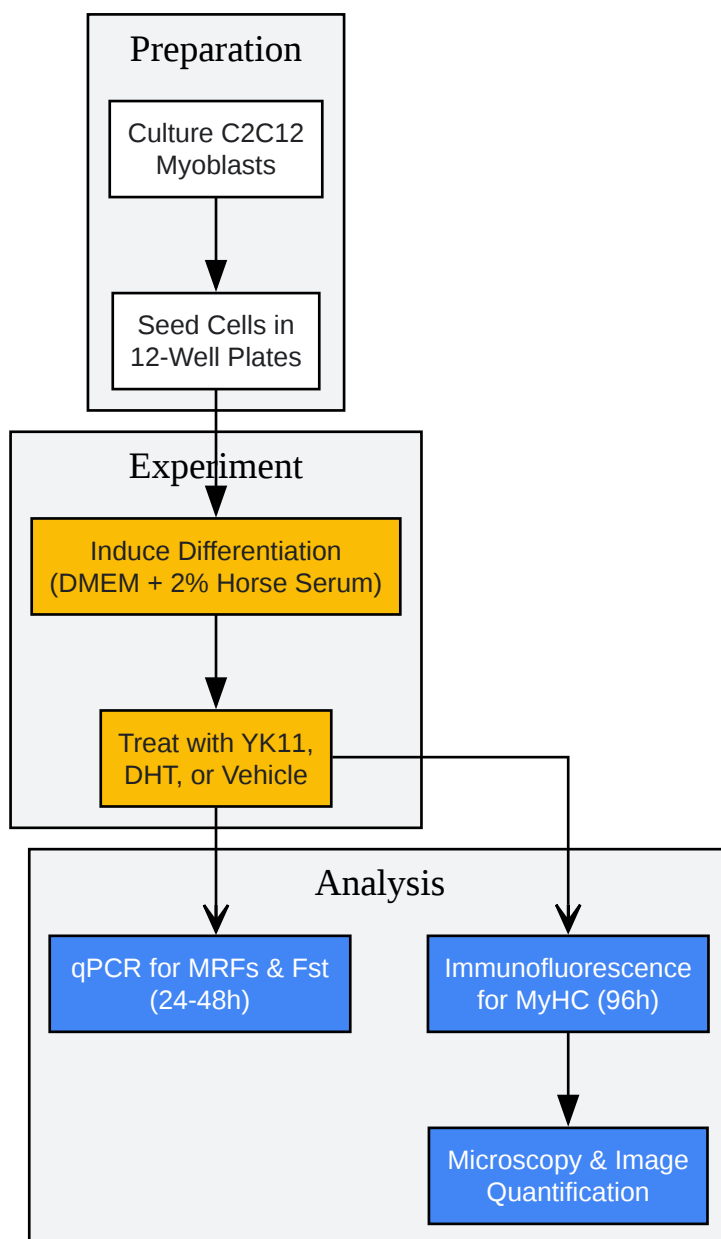 Preparation
Culture C2C12
Myoblasts
Seed Cells in
12-Well Plates
Experiment
Induce Differentiation
(DMEM + 2% Horse Serum)
Treat with YK11,
DHT, or Vehicle
Analysis
qPCR for MRFs & Fst
(24-48h)
Immunofluorescence
for MyHC (96h)
Microscopy & Image
Quantification